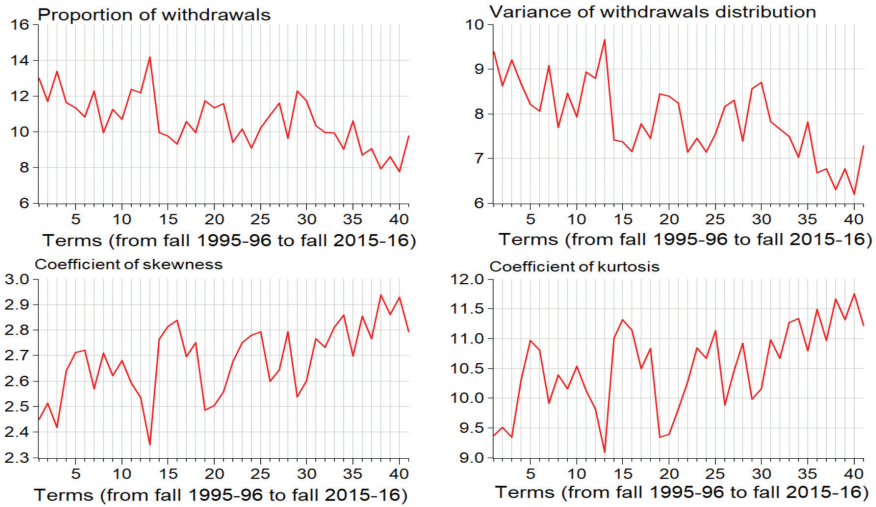 Proportion of withdrawals
16
14
12
10
8
6
5 10 15 20 25 30 35 40
Terms (from fall 1995-96 to fall 2015-16)
Variance of withdrawals distribution
10
9
8
7
6
5 10 15 20 25 30 35 40
Terms (from fall 1995-96 to fall 2015-16)
Coefficient of skewness
3.0
2.9
2.8
2.7
2.6
2.5
2.4
2.3
5 10 15 20 25 30 35 40
Terms (from fall 1995-96 to fall 2015-16)
Coefficient of kurtosis
12.0
11.5
11.0
10.5
10.0
9.5
9.0
5 10 15 20 25 30 35 40
Terms (from fall 1995-96 to fall 2015-16)